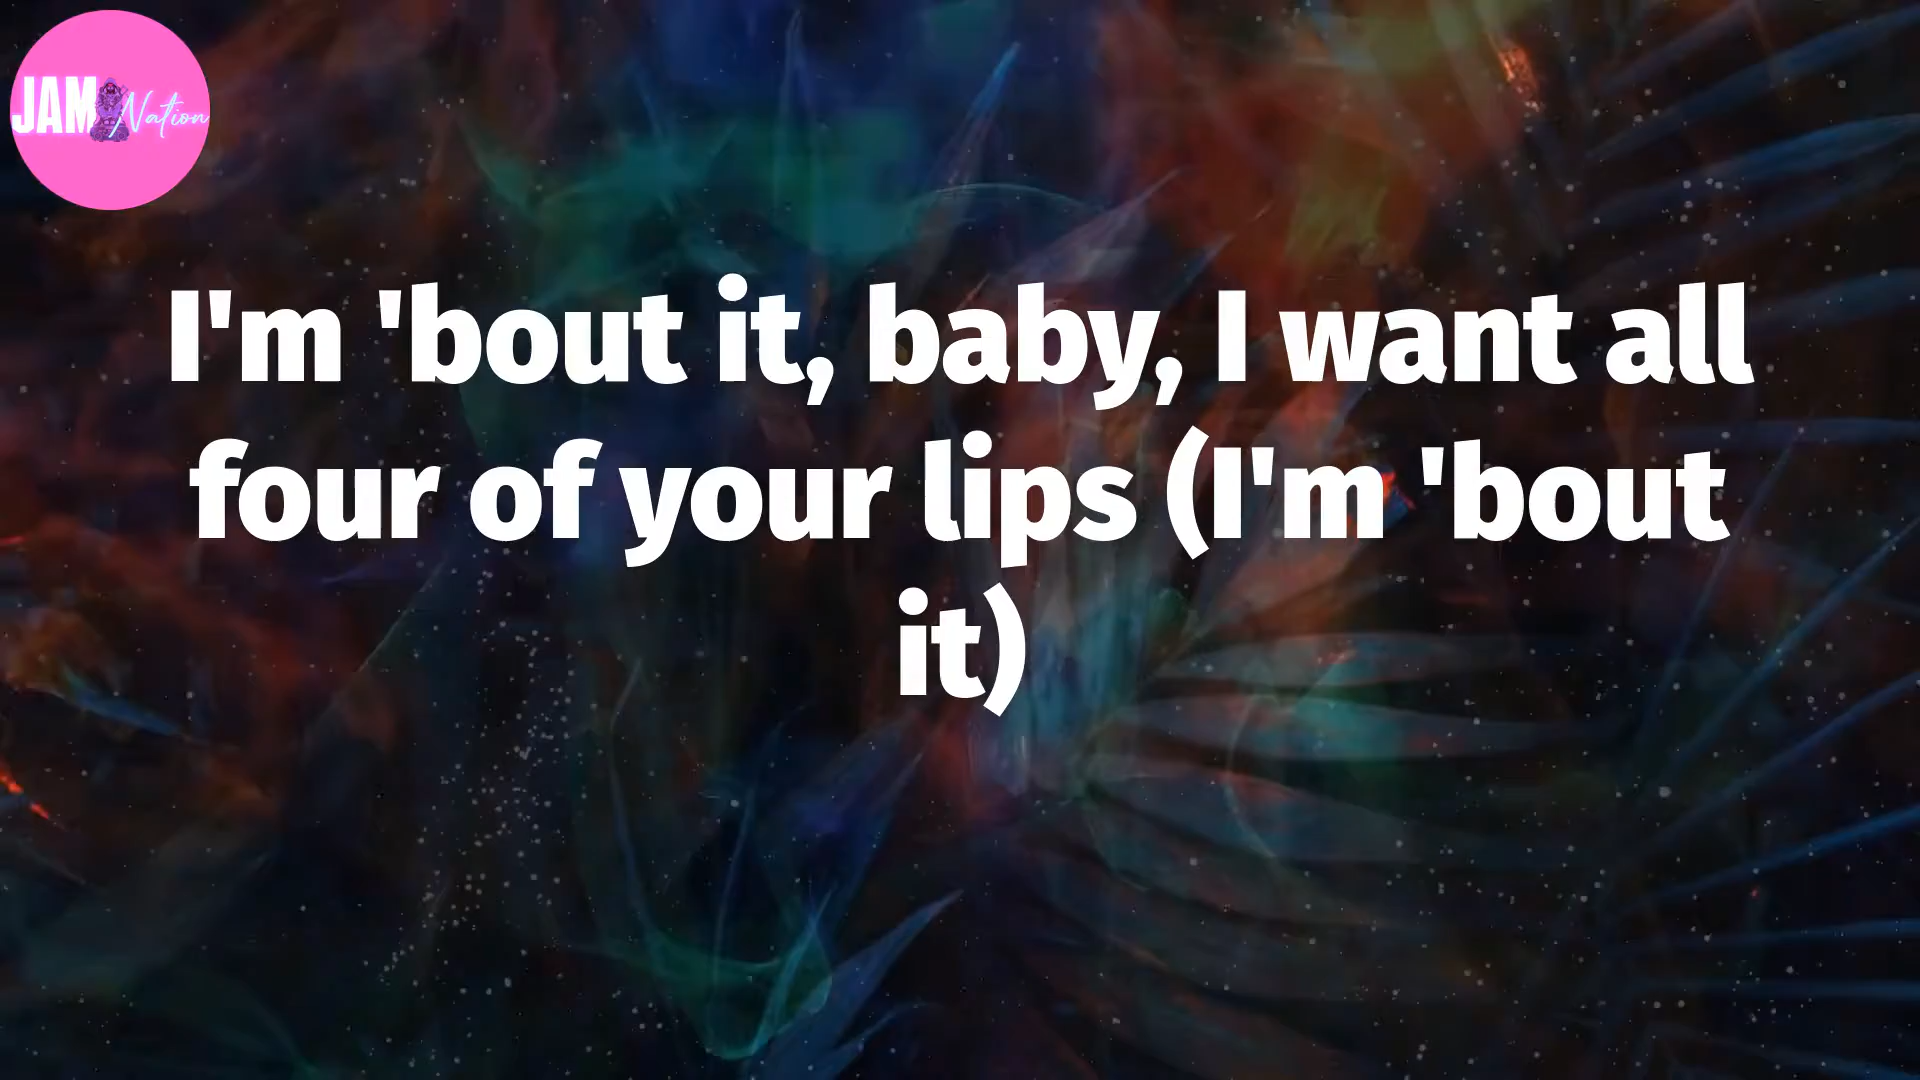 JAM Nation
I'm 'bout it, baby, I want all
four of your lips (I'm 'bout
it)